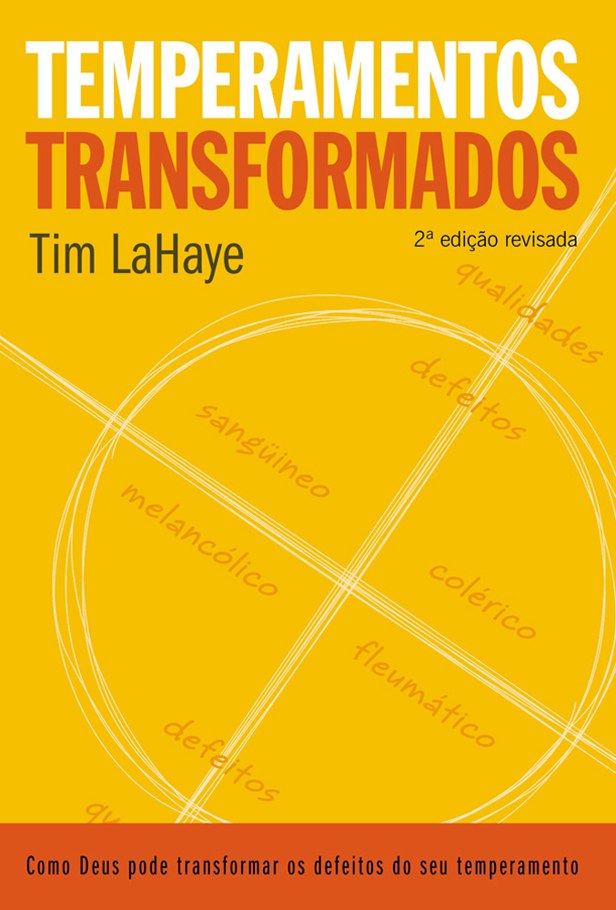 TEMPERAMENTOS
TRANSFORMADOS
Tim LaHaye
2ª edição revisada
qualidades
defeitos
sangüineo
melancólico
colérico
fleumático
defeitos
Como Deus pode transformar os defeitos do seu temperamento